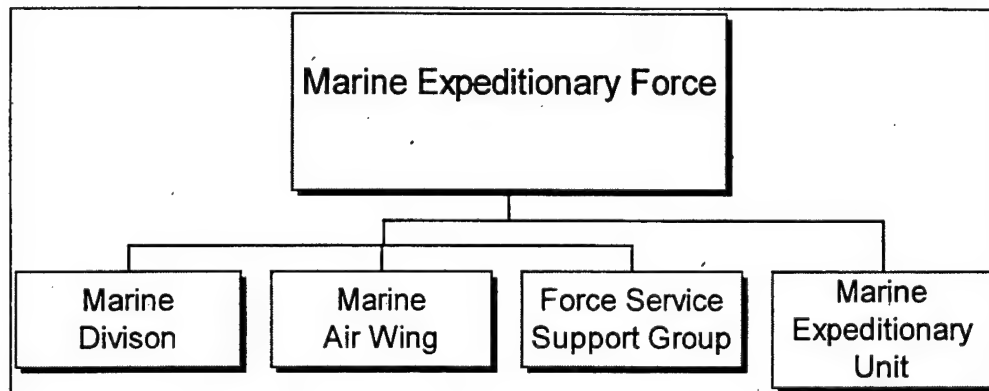 Marine Expeditionary Force
Marine
Divison
Marine
Air Wing
Force Service
Support Group
Marine
Expeditionary
Unit